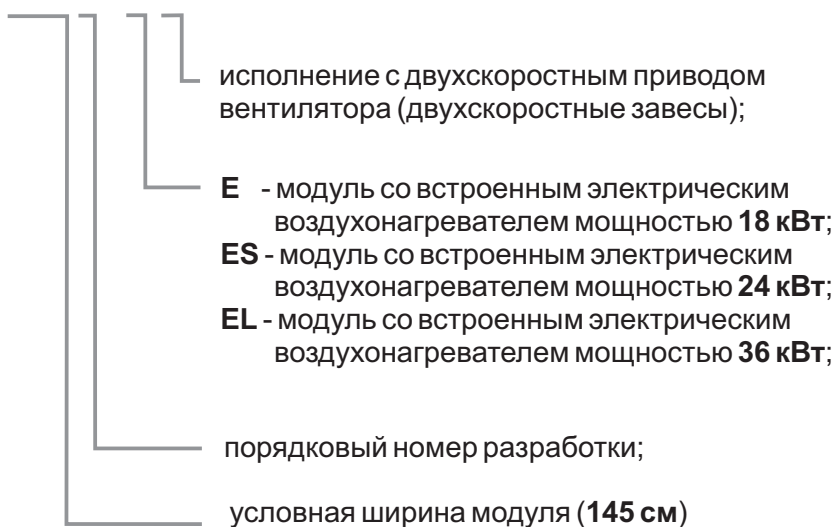 исполнение с двухскоростным приводом
вентилятора (двухскоростные завесы);
E - модуль со встроенным электрическим
воздухонагревателем мощностью 18 кВт;
ES - модуль со встроенным электрическим
воздухонагревателем мощностью 24 кВт;
EL - модуль со встроенным электрическим
воздухонагревателем мощностью 36 кВт;
порядковый номер разработки;
условная ширина модуля (145 см)